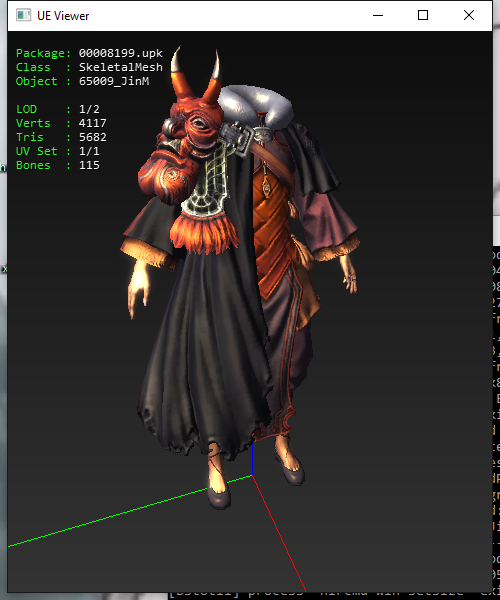 UE Viewer
Package: 00008199.upk
Class : SkeletalMesh
Object : 65009_JinM
LOD : 1/2
Verts : 4117
Tris : 5682
UV Set : 1/1
Bones : 115